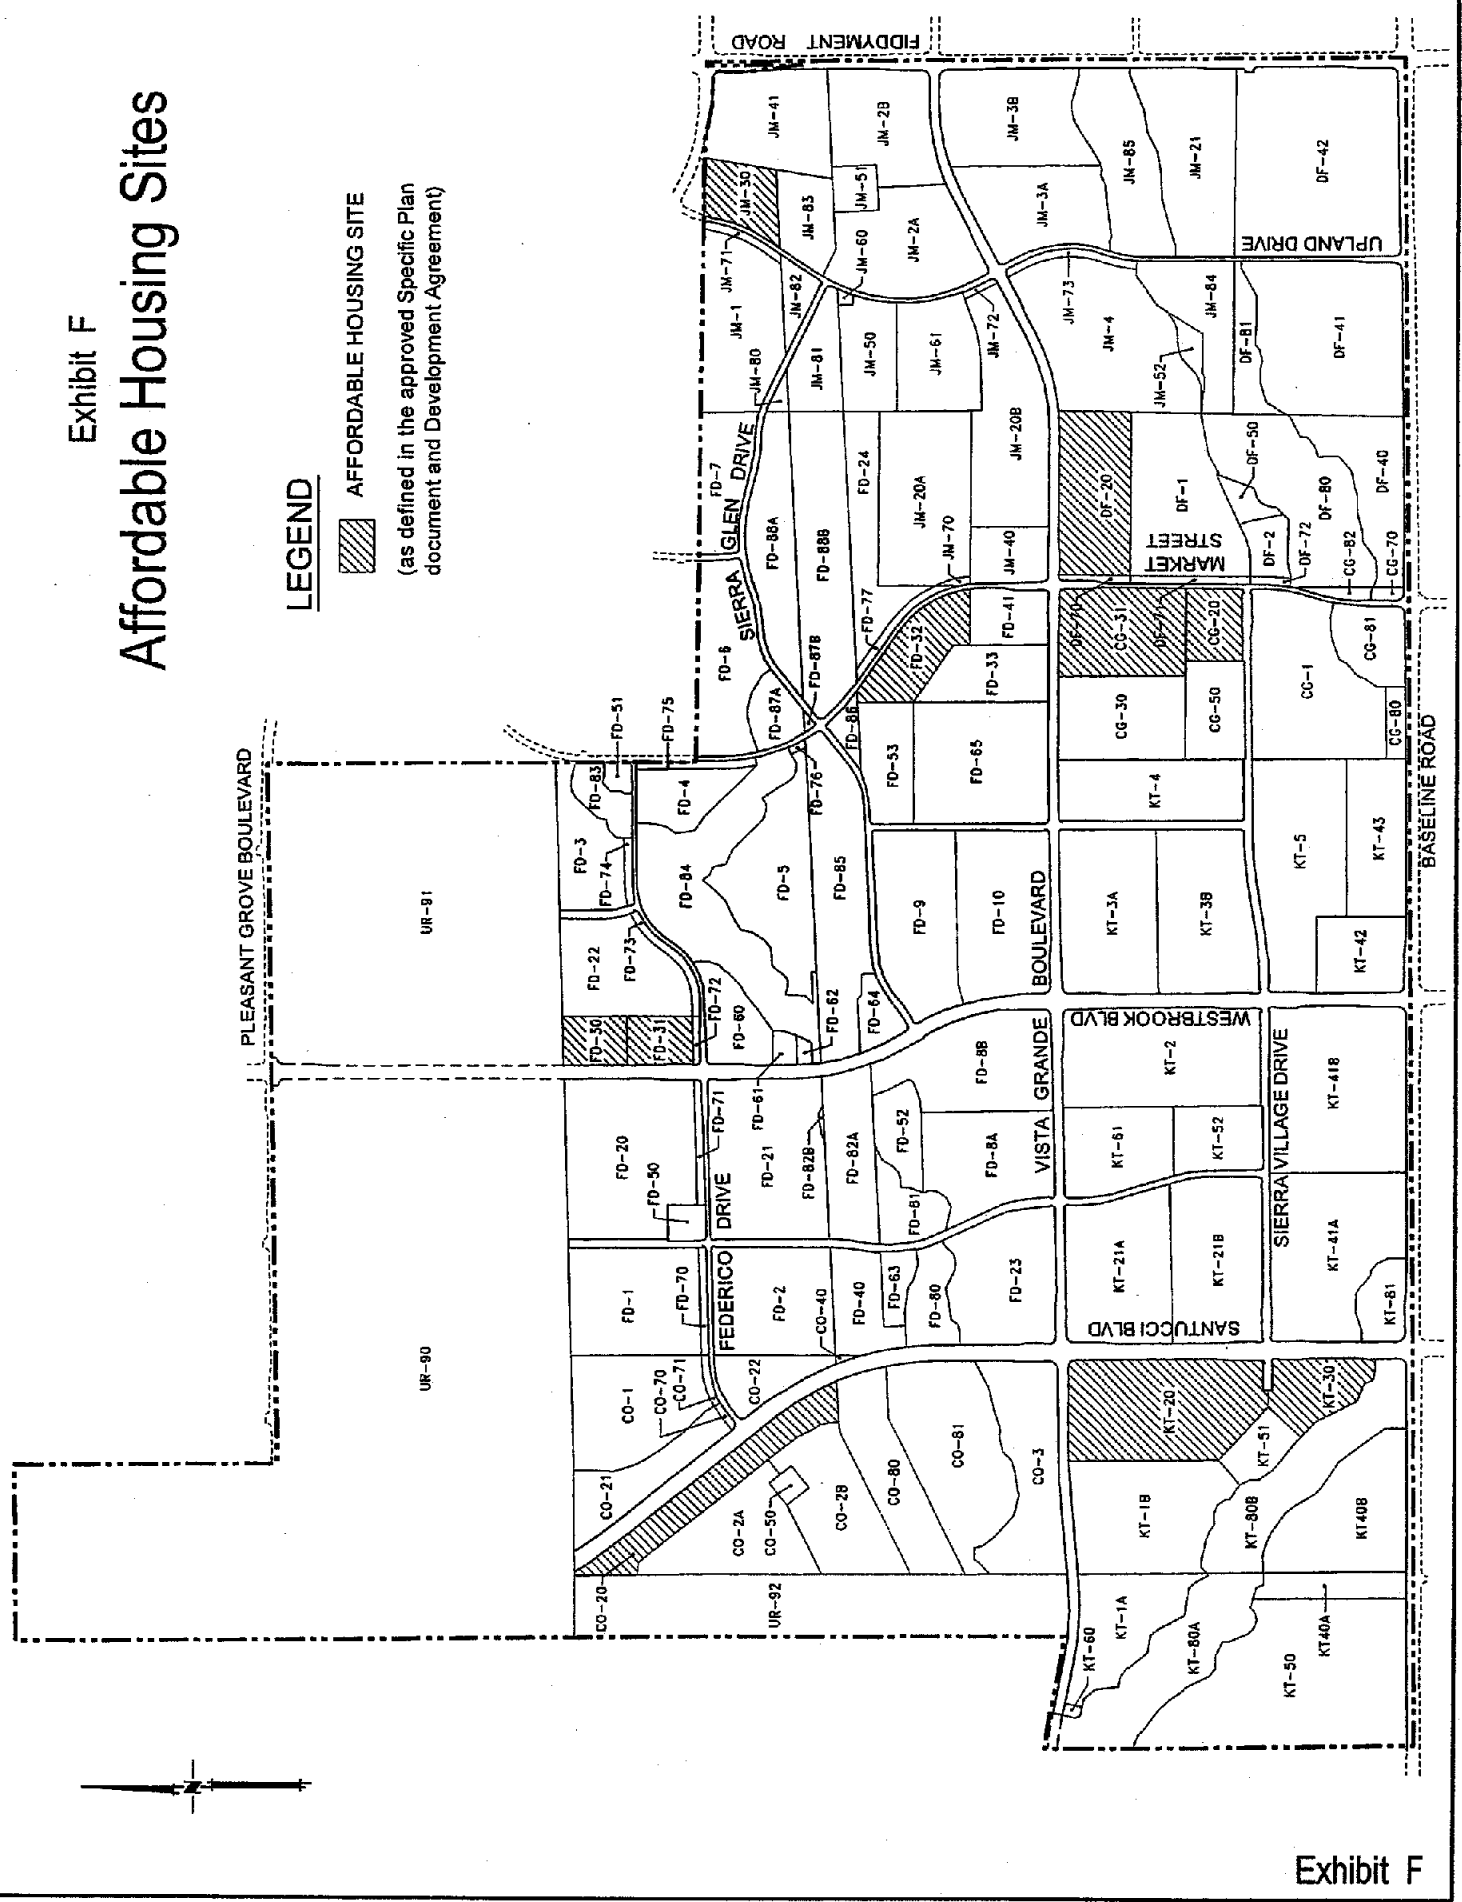 Exhibit F
Affordable Housing Sites
LEGEND
AFFORDABLE HOUSING SITE
(as defined in the approved Specific Plan
document and Development Agreement)
PLEASANT GROVE BOULEVARD
FIDDYMENT ROAD
UR-90
UR-91
UR-92
CO-20
CO-21
CO-1
CO-70
CO-71
CO-22
CO-2A
CO-50
CO-2B
CO-40
CO-80
CO-81
CO-3
FD-1
FD-70
FEDERICO DRIVE
FD-2
FD-40
FD-63
FD-80
FD-23
FD-20
FD-50
FD-71
FD-21
FD-61
FD-82B
FD-82A
FD-52
FD-81
FD-8A
FD-8B
FD-30
FD-31
FD-22
FD-73
FD-72
FD-60
FD-62
FD-64
FD-3
FD-74
FD-83
FD-51
FD-75
FD-4
FD-84
FD-5
FD-85
FD-76
FD-9
FD-10
FD-53
FD-65
FD-86
FD-87A
FD-87B
FD-6
FD-7
SIERRA GLEN DRIVE
FD-88A
FD-88B
FD-24
FD-77
FD-32
FD-33
FD-41
JM-70
JM-40
JM-20A
JM-20B
JM-1
JM-71
JM-30
JM-41
JM-80
JM-81
JM-82
JM-83
JM-50
JM-60
JM-51
JM-2B
JM-2A
JM-61
JM-72
JM-73
JM-3A
JM-3B
JM-85
JM-21
JM-4
JM-52
JM-84
UPLAND DRIVE
DF-42
DF-41
DF-81
DF-20
DF-1
DF-50
DF-80
DF-40
DF-2
DF-72
DF-70
DF-71
MARKET STREET
CG-31
CG-20
CG-30
CG-50
CG-1
CG-81
CG-80
CG-82
CG-70
VISTA GRANDE BOULEVARD
WESTBROOK BLVD
SANTUCCI BLVD
SIERRA VILLAGE DRIVE
BASELINE ROAD
KT-4
KT-5
KT-43
KT-42
KT-3A
KT-3B
KT-2
KT-61
KT-52
KT-41B
KT-41A
KT-21A
KT-21B
KT-81
KT-20
KT-30
KT-51
KT-1B
KT-80B
KT40B
KT-60
KT-1A
KT-80A
KT-50
KT40A
N
Exhibit F